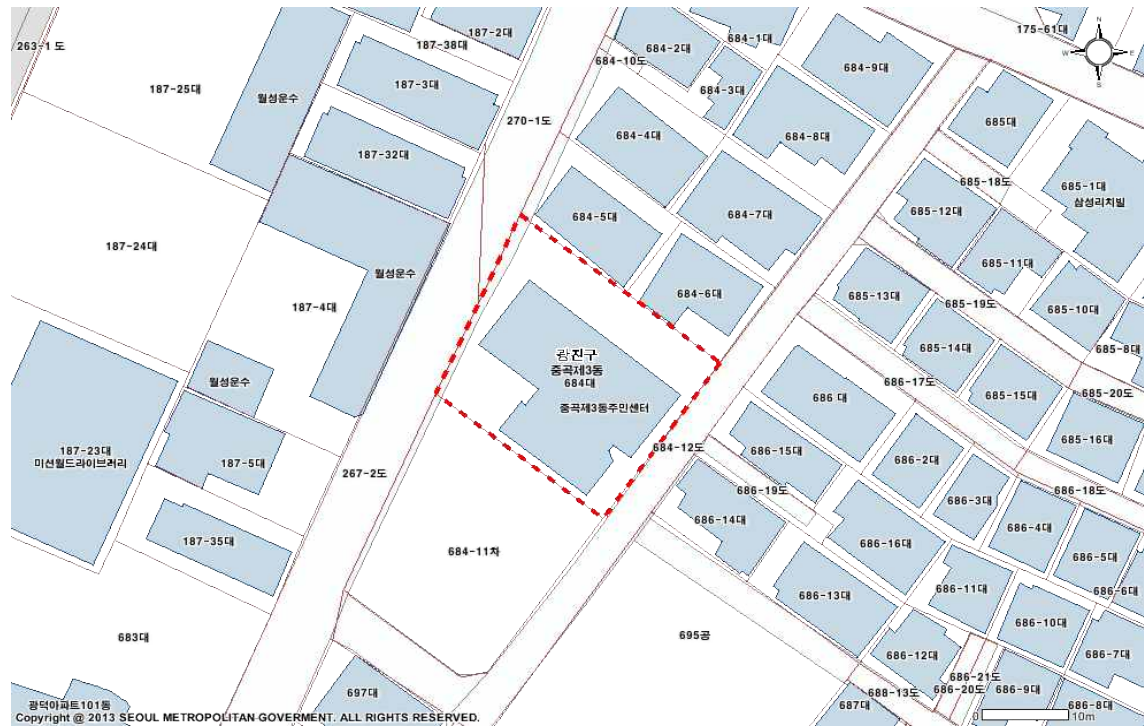 263-1 도
187-38대
187-2대
684-2대
684-1대
175-61대
N
W
E
S
187-25대
월성운수
187-3대
684-10도
684-3대
684-9대
270-1도
187-32대
684-4대
684-8대
685대
685-18도
685-1대
삼성리치빌
187-24대
684-5대
684-7대
685-12대
685-11대
월성운수
187-4대
684-6대
685-13대
685-19도
685-10대
685-14대
685-8대
월성운수
광진구
중곡제3동
684대
중곡제3동주민센터
686-17도
686 대
685-15대
685-20도
685-16대
187-23대
미션월드라이브러리
187-5대
267-2도
684-12도
686-15대
686-2대
686-19도
686-3대
686-18도
686-14대
686-4대
187-35대
684-11차
686-16대
686-5대
686-13대
686-11대
686-6대
683대
695공
686-10대
686-12대
686-7대
686-21도
697대
688-13도
686-20도
686-9대
687대
686-8대
광덕아파트101동
0
10m
Copyright @ 2013 SEOUL METROPOLITAN GOVERMENT. ALL RIGHTS RESERVED.